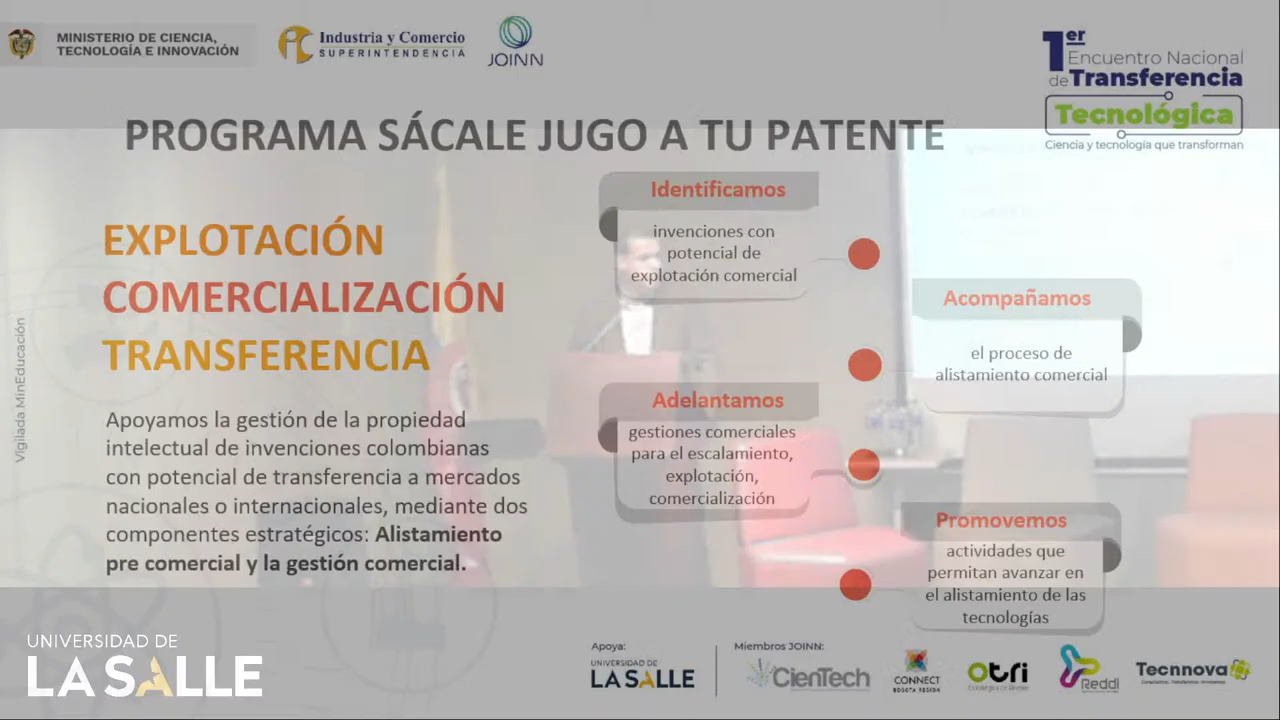 MINISTERIO DE CIENCIA,
TECNOLOGÍA E INNOVACIÓN
Industria y Comercio
SUPERINTENDENCIA
JOINN
1er
Encuentro Nacional
de Transferencia
Tecnológica
Ciencia y tecnología que transforman
PROGRAMA SÁCALE JUGO A TU PATENTE
EXPLOTACIÓN
COMERCIALIZACIÓN
TRANSFERENCIA
Apoyamos la gestión de la propiedad
intelectual de invenciones colombianas
con potencial de transferencia a mercados
nacionales o internacionales, mediante dos
componentes estratégicos: Alistamiento
pre comercial y la gestión comercial.
Identificamos
invenciones con
potencial de
explotación comercial
Acompañamos
el proceso de
alistamiento comercial
Adelantamos
gestiones comerciales
para el escalamiento,
explotación,
comercialización
Promovemos
actividades que
permitan avanzar en
el alistamiento de las
tecnologías
Vigilada MinEducación
UNIVERSIDAD DE
LA SALLE
Apoya:
UNIVERSIDAD DE
LA SALLE
Miembros JOINN:
CienTech
CONNECT
BOGOTÁ REGIÓN
otri
Reddi
Tecnnova